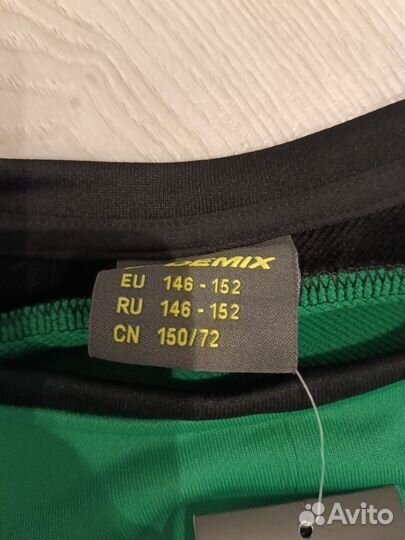 DEMIX
EU 146 - 152
RU 146 - 152
CN 150/72
Avito